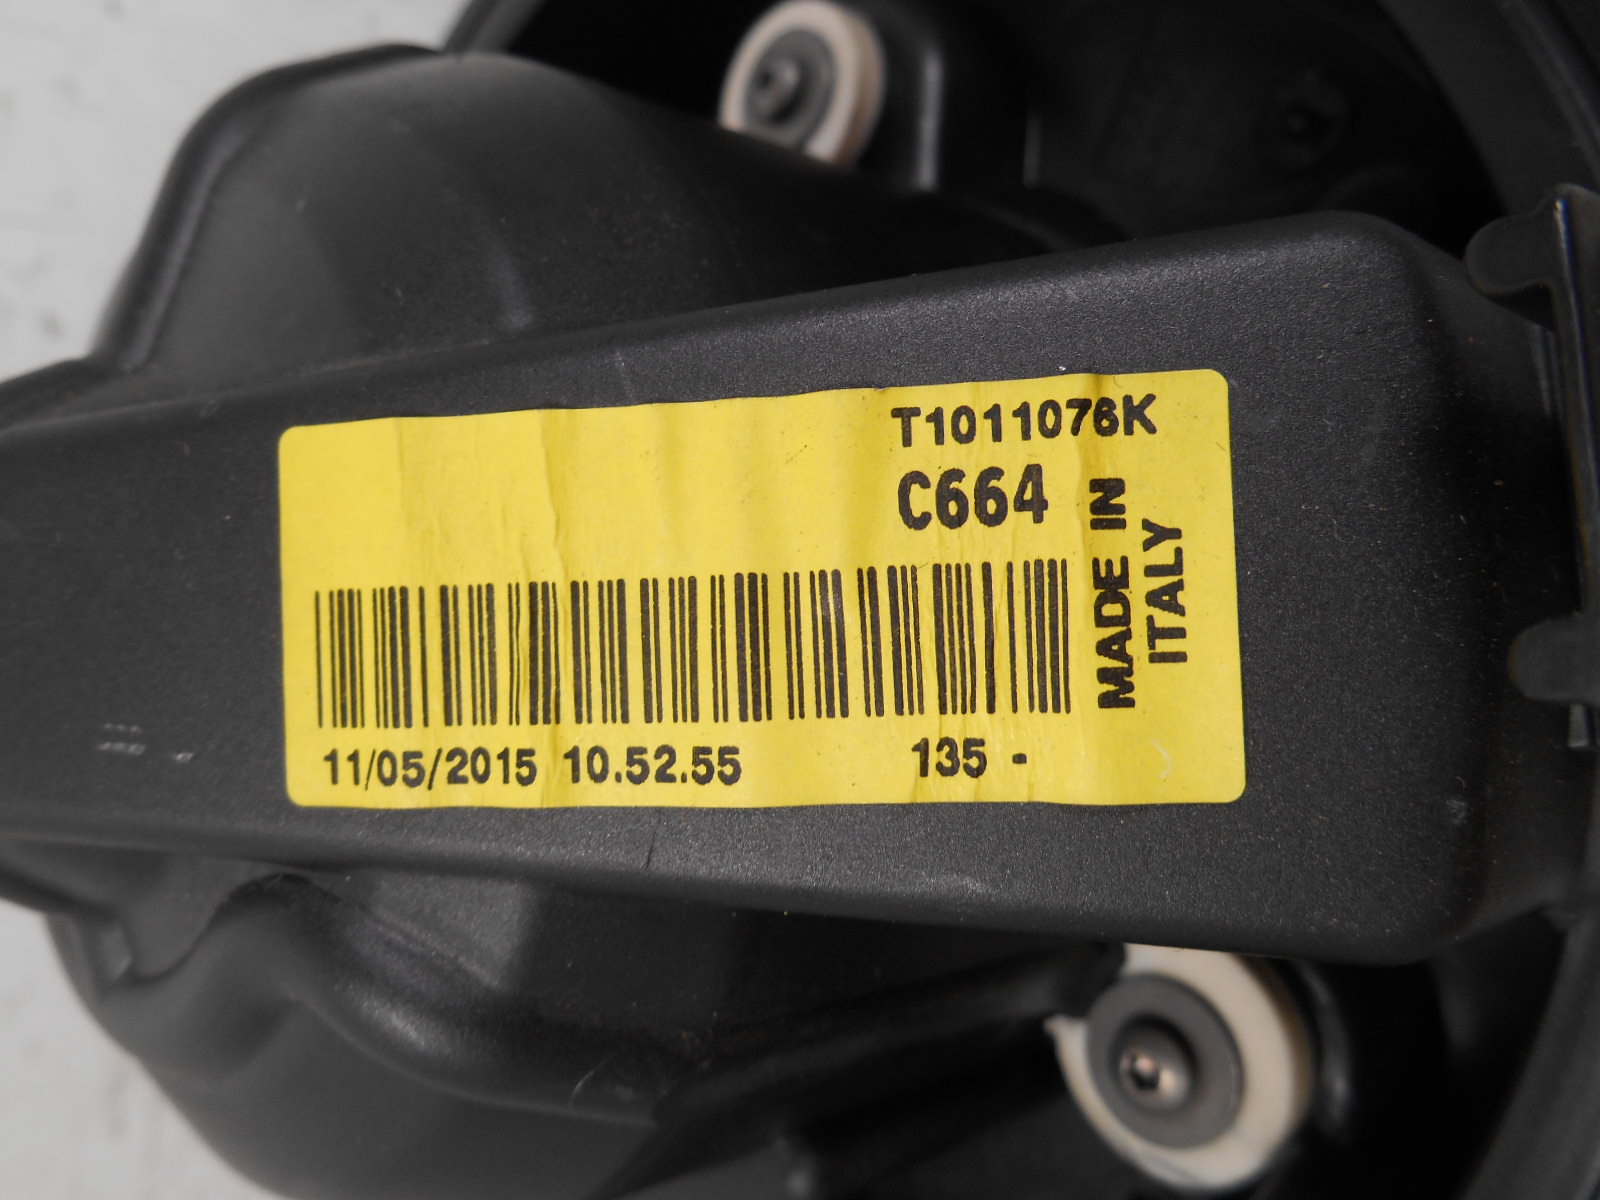 T1011076K
C664
MADE IN
ITALY
11/05/2015 10.52.55 135 -